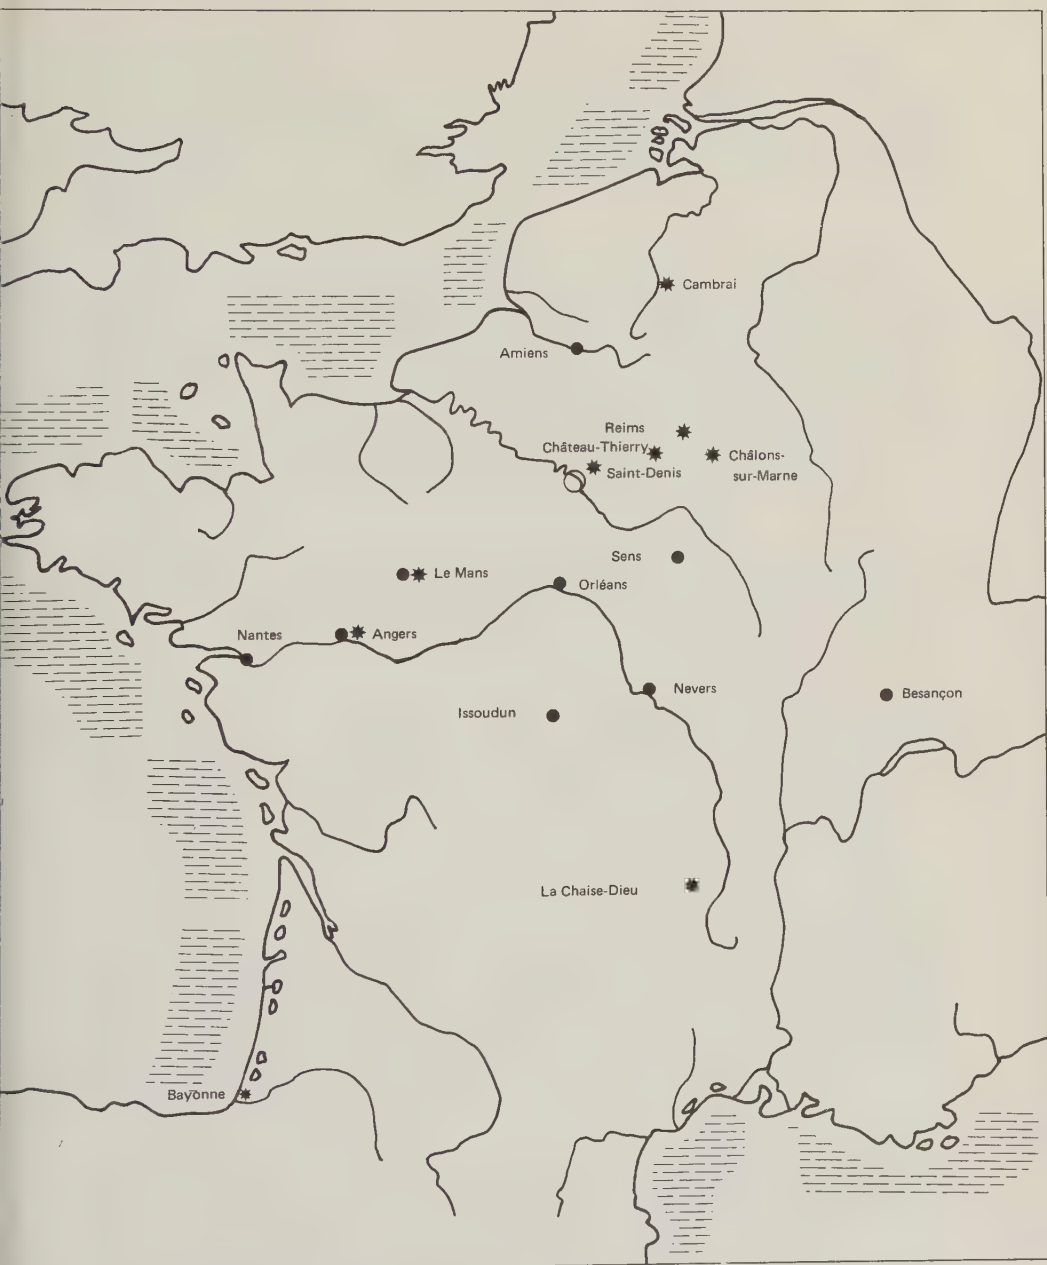 Cambrai
Amiens
Reims
Château-Thierry
Châlons-
sur-Marne
Saint-Denis
Sens
Le Mans
Orléans
Nantes
Angers
Nevers
Besançon
Issoudun
La Chaise-Dieu
Bayonne